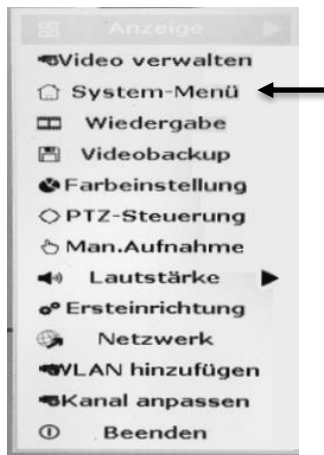 Anzeige
Video verwalten
System-Menü
Wiedergabe
Videobackup
Farbeinstellung
PTZ-Steuerung
Man.Aufnahme
Lautstärke
Ersteinrichtung
Netzwerk
WLAN hinzufügen
Kanal anpassen
Beenden